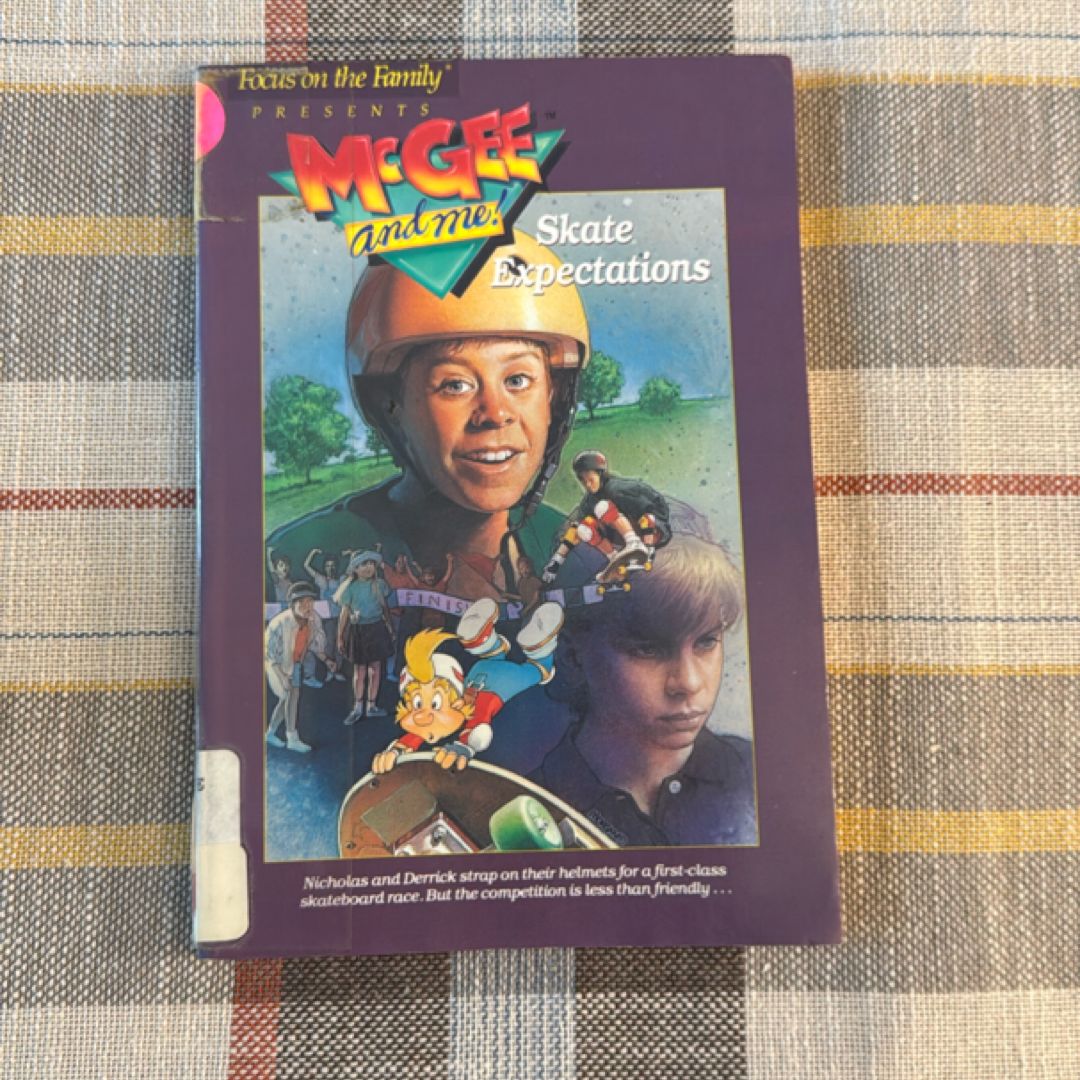 Focus on the Family®
PRESENTS
McGEE™
and me!
Skate
Expectations
FINIS
Nicholas and Derrick strap on their helmets for a first-class
skateboard race. But the competition is less than friendly . . .